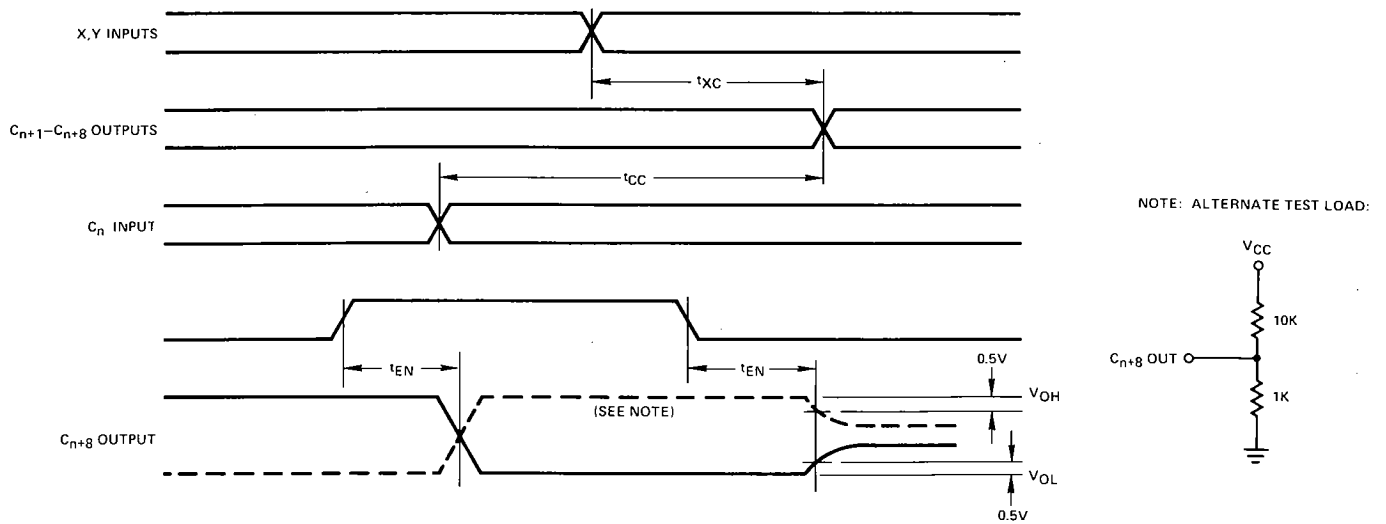 X,Y INPUTS
tXC
Cn+1–Cn+8 OUTPUTS
tCC
Cn INPUT
NOTE: ALTERNATE TEST LOAD:
VCC
10K
Cn+8 OUT
1K
tEN
tEN
0.5V
VOH
(SEE NOTE)
Cn+8 OUTPUT
VOL
0.5V